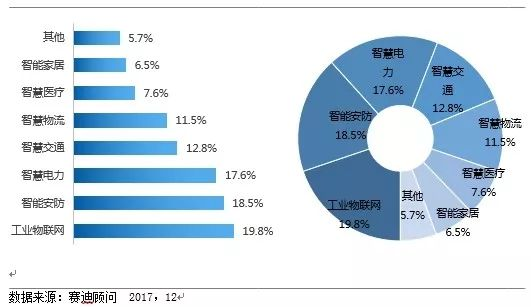 其他
5.7%
智能家居
6.5%
智慧医疗
7.6%
智慧物流
11.5%
智慧交通
12.8%
智慧电力
17.6%
智能安防
18.5%
工业物联网
19.8%
智慧电
力
17.6%
智慧交
通
12.8%
智慧物流
11.5%
智慧医疗
7.6%
智能家居
6.5%
其他
5.7%
工业物联网
19.8%
智能安防
18.5%
数据来源：赛迪顾问 2017，12